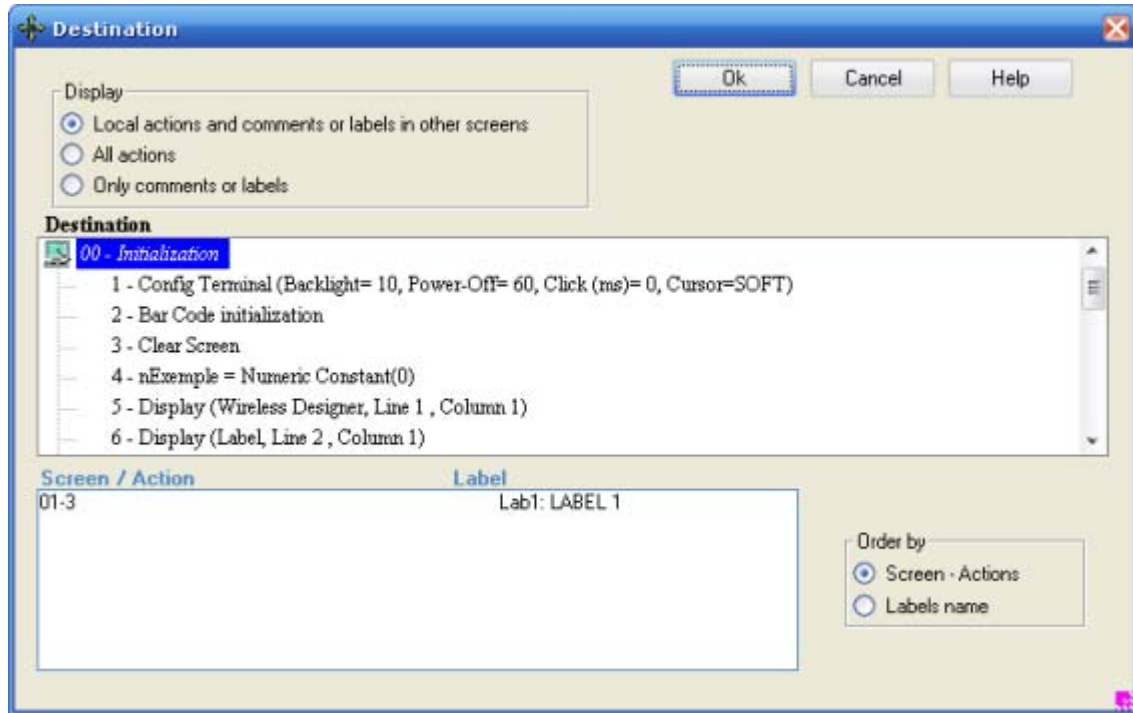 Destination
Ok Cancel Help
Display
Local actions and comments or labels in other screens
All actions
Only comments or labels
Destination
00 - Initialization
1 - Config Terminal (Backlight= 10, Power-Off= 60, Click (ms)= 0, Cursor=SOFT)
2 - Bar Code initialization
3 - Clear Screen
4 - nExemple = Numeric Constant(0)
5 - Display (Wireless Designer, Line 1 , Column 1)
6 - Display (Label, Line 2 , Column 1)
Screen / Action Label
01-3 Lab1: LABEL 1
Order by
Screen - Actions
Labels name